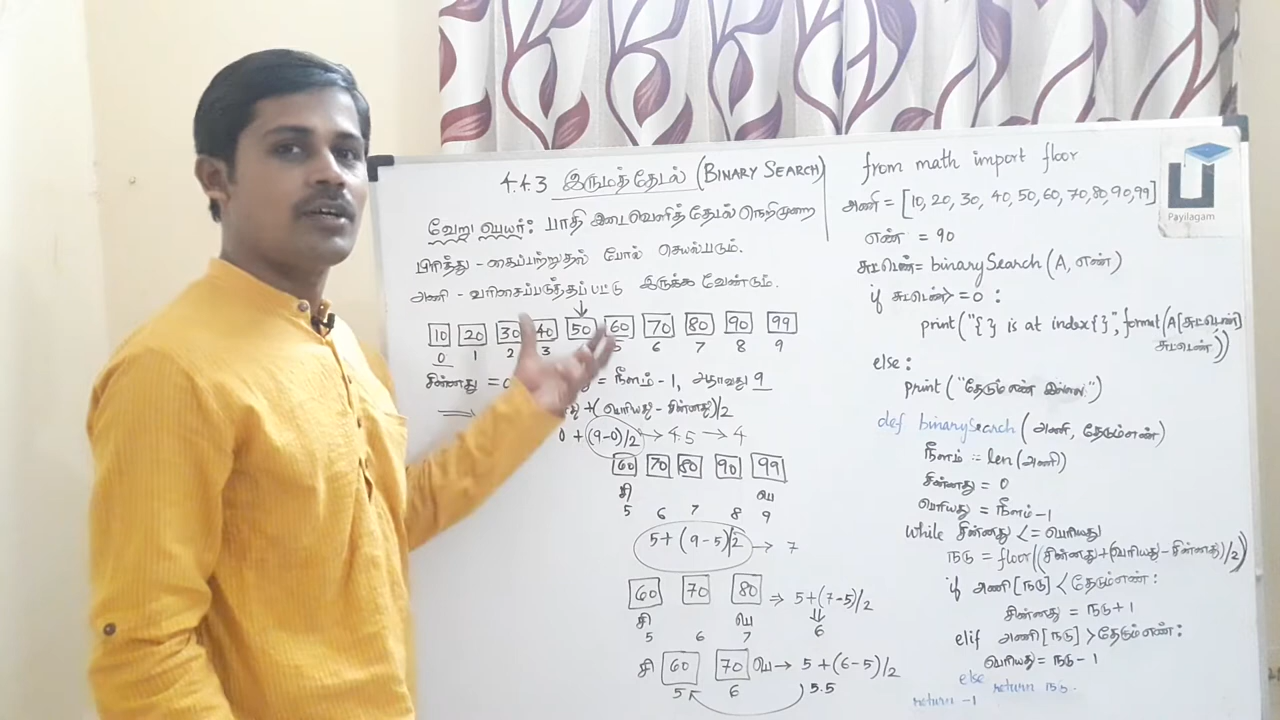 4.4.3 இருமத்தேடல் (BINARY SEARCH)
வேறு பெயர்: பாதி இடைவெளித்தேடல் நெறிமுறை
பிரித்து - கைப்பற்றுதல் போல் செயல்படும்.
அணி - வரிசைப்படுத்தப்பட்டு இருக்க வேண்டும்.
10 20 30 40 50 60 70 80 90 99
0 1 2 3 5 6 7 8 9
சின்னது = 0 = நீளம் - 1, அதாவது 9
+ (பெரியது - சின்னது)/2
0 + (9-0)/2 → 4.5 → 4
60 70 80 90 99
சி பெ
5 6 7 8 9
5 + (9-5)/2 → 7
60 70 80 ⇒ 5+(7-5)/2
சி பெ
5 6 7 6
சி 60 70 பெ → 5 + (6-5)/2
5 6 5.5
from math import floor
அணி = [10, 20, 30, 40, 50, 60, 70, 80, 90, 99]
எண் = 90
சுட்டெண் = binarySearch (A, எண்)
if சுட்டெண் >= 0 :
print ("{ } is at index{ }", format (A[சுட்டெண்]
சுட்டெண்))
else :
print ("தேடும் எண் இல்லை")
def binarySearch ( அணி, தேடும்எண்)
நீளம் = len (அணி)
சின்னது = 0
பெரியது = நீளம் - 1
while சின்னது <= பெரியது
நடு = floor((சின்னது+(பெரியது - சின்னது)/2)
if அணி [நடு] < தேடும்எண் :
சின்னது = நடு + 1
elif அணி [நடு] > தேடும்எண் :
பெரியது = நடு - 1
else
return நடு.
return -1
Payilagam